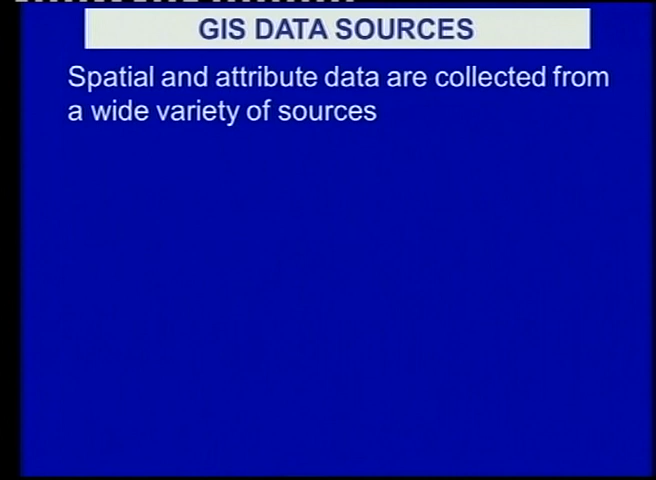 GIS DATA SOURCES
Spatial and attribute data are collected from
a wide variety of sources